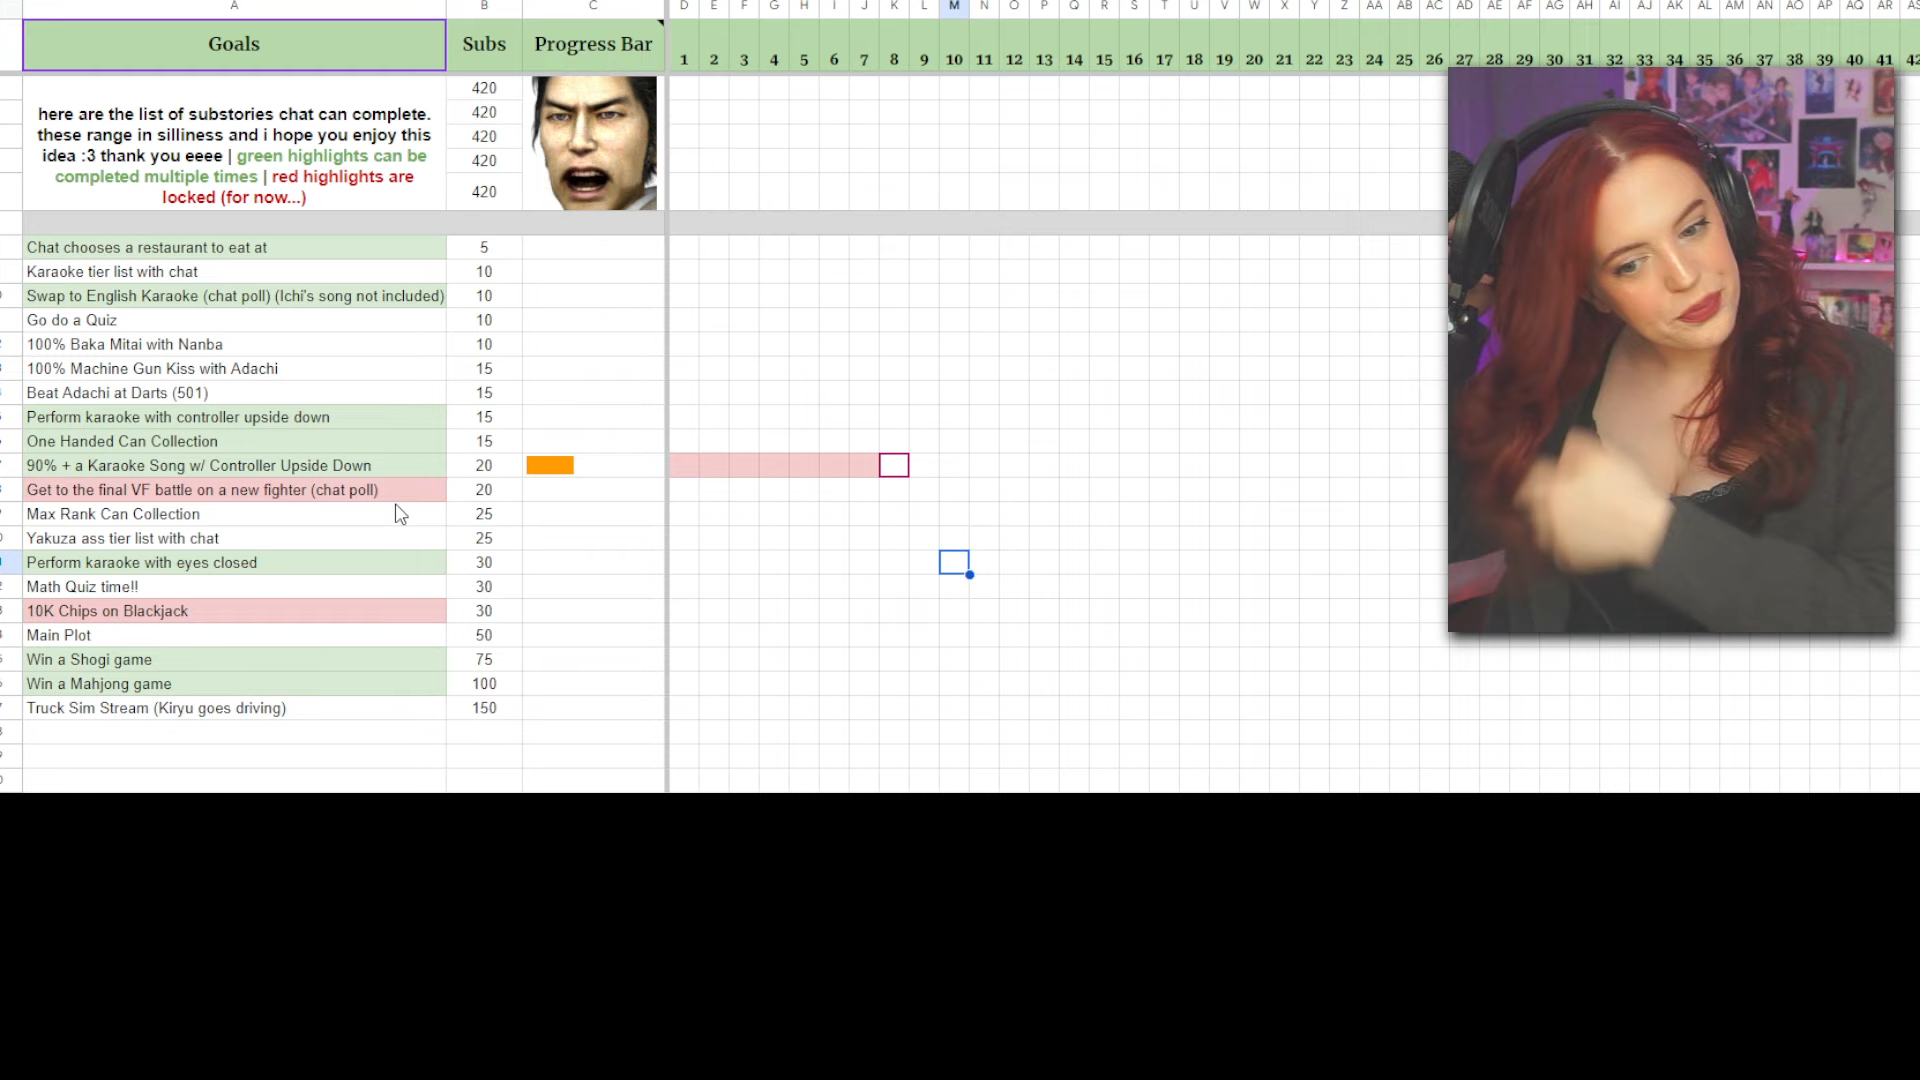 A B C D E F G H I J K L M N O P Q R S T U V W X Y Z AA AB AC AD AE AF AG AH AI AJ AK AL AM AN AO AP AQ AR AS
Goals Subs Progress Bar 1 2 3 4 5 6 7 8 9 10 11 12 13 14 15 16 17 18 19 20 21 22 23 24 25 26 27 28 29 30 31 32 33 34 35 36 37 38 39 40 41 42
420
here are the list of substories chat can complete.
420
these range in silliness and i hope you enjoy this
420
idea :3 thank you eeee | green highlights can be
420
completed multiple times | red highlights are
420
locked (for now...)
Chat chooses a restaurant to eat at 5
Karaoke tier list with chat 10
Swap to English Karaoke (chat poll) (Ichi's song not included) 10
Go do a Quiz 10
100% Baka Mitai with Nanba 10
100% Machine Gun Kiss with Adachi 15
Beat Adachi at Darts (501) 15
Perform karaoke with controller upside down 15
One Handed Can Collection 15
90% + a Karaoke Song w/ Controller Upside Down 20
Get to the final VF battle on a new fighter (chat poll) 20
Max Rank Can Collection 25
Yakuza ass tier list with chat 25
Perform karaoke with eyes closed 30
Math Quiz time!! 30
10K Chips on Blackjack 30
Main Plot 50
Win a Shogi game 75
Win a Mahjong game 100
Truck Sim Stream (Kiryu goes driving) 150